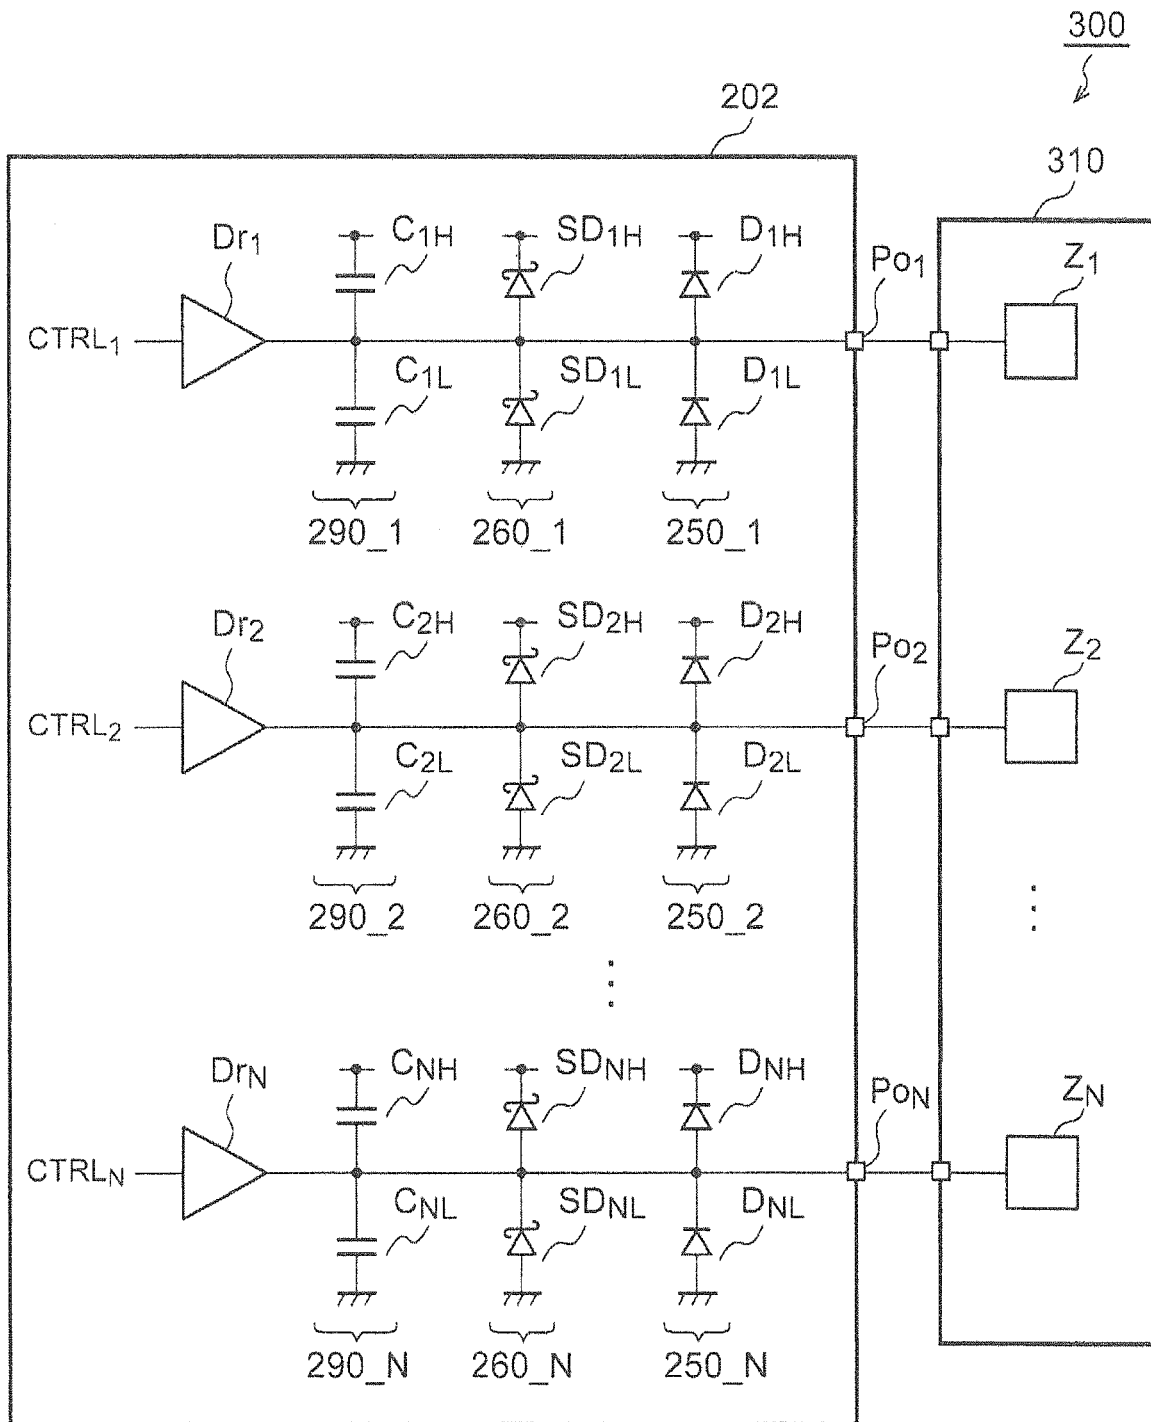 300
202
310
Dr1
C1H
SD1H
D1H
Po1
Z1
CTRL1
C1L
SD1L
D1L
290_1
260_1
250_1
Dr2
C2H
SD2H
D2H
Po2
Z2
CTRL2
C2L
SD2L
D2L
290_2
260_2
250_2
DrN
CNH
SDNH
DNH
PoN
ZN
CTRLN
CNL
SDNL
DNL
290_N
260_N
250_N